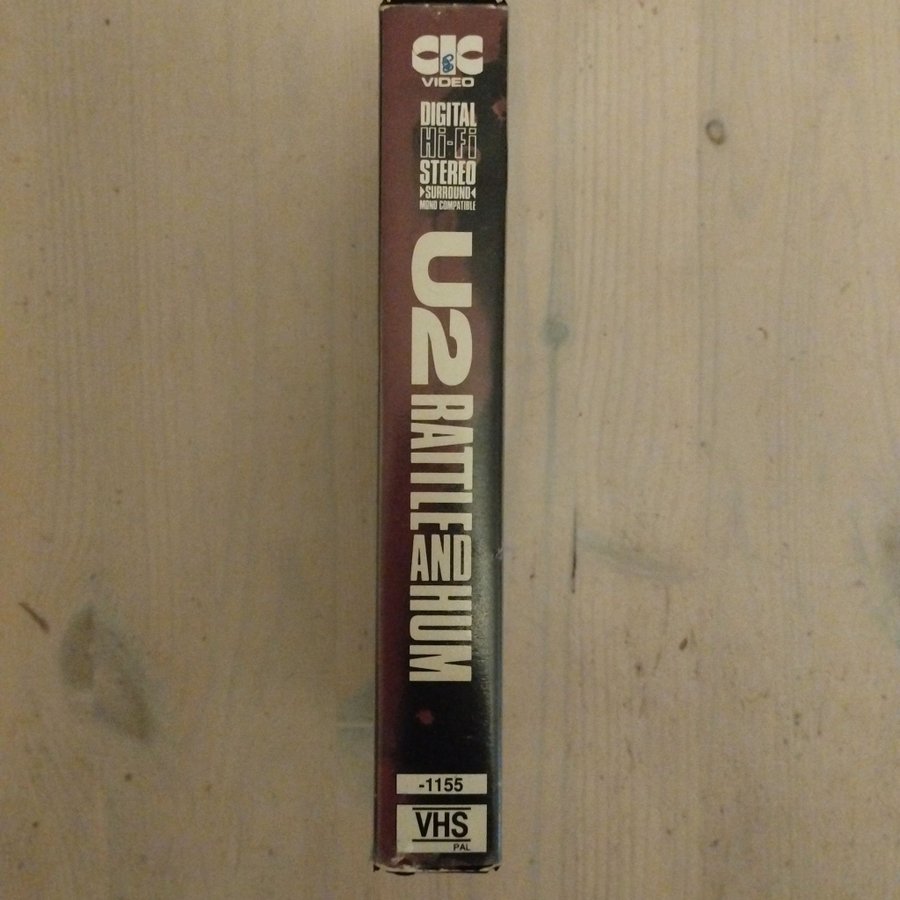 CIC
VIDEO
DIGITAL
Hi-Fi
STEREO
SURROUND
MONO COMPATIBLE
U2 RATTLE AND HUM
-1155
VHS
PAL